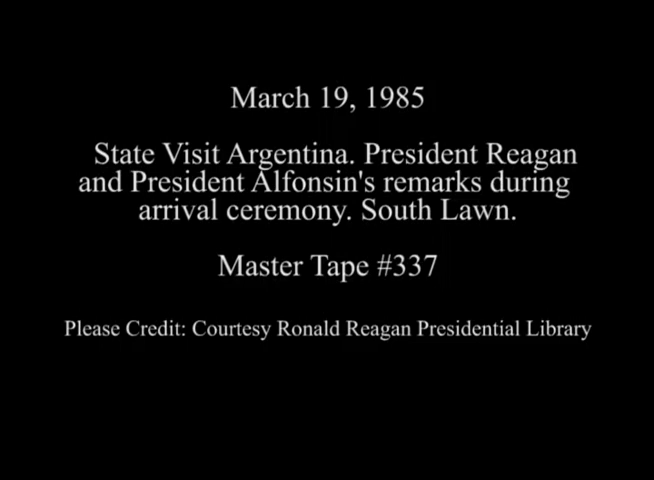 March 19, 1985
State Visit Argentina. President Reagan
and President Alfonsin's remarks during
arrival ceremony. South Lawn.
Master Tape #337
Please Credit: Courtesy Ronald Reagan Presidential Library